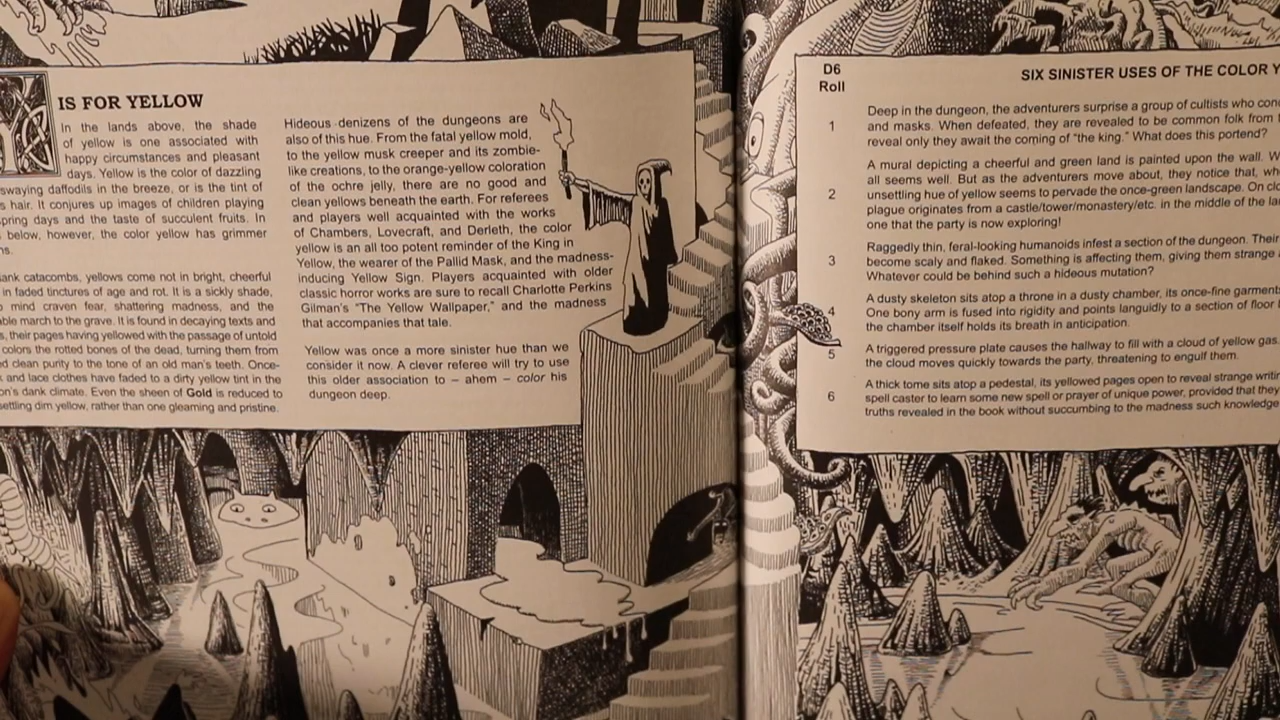 IS FOR YELLOW
In the lands above, the shade
of yellow is one associated with
happy circumstances and pleasant
days. Yellow is the color of dazzling
swaying daffodils in the breeze, or is the tint of
hair. It conjures up images of children playing
days and the taste of succulent fruits. In
below, however, the color yellow has grimmer
catacombs, yellows come not in bright, cheerful
in faded tinctures of age and rot. It is a sickly shade,
mind craven fear, shattering madness, and the
march to the grave. It is found in decaying texts and
their pages having yellowed with the passage of untold
colors the rotted bones of the dead, turning them from
clean purity to the tone of an old man's teeth. Once-
and lace clothes have faded to a dirty yellow tint in the
dank climate. Even the sheen of Gold is reduced to
dim yellow, rather than one gleaming and pristine.
Hideous denizens of the dungeons are
also of this hue. From the fatal yellow mold,
to the yellow musk creeper and its zombie-
like creations, to the orange-yellow coloration
of the ochre jelly, there are no good and
clean yellows beneath the earth. For referees
and players well acquainted with the works
of Chambers, Lovecraft, and Derleth, the color
yellow is an all too potent reminder of the King in
Yellow, the wearer of the Pallid Mask, and the madness-
inducing Yellow Sign. Players acquainted with older
classic horror works are sure to recall Charlotte Perkins
Gilman's "The Yellow Wallpaper," and the madness
that accompanies that tale.
Yellow was once a more sinister hue than we
consider it now. A clever referee will try to use
this older association to – ahem – color his
dungeon deep.
D6
Roll
SIX SINISTER USES OF THE COLOR
1
Deep in the dungeon, the adventurers surprise a group of cultists who
and masks. When defeated, they are revealed to be common folk from
reveal only they await the coming of "the king." What does this portend?
2
A mural depicting a cheerful and green land is painted upon the wall.
all seems well. But as the adventurers move about, they notice that,
unsettling hue of yellow seems to pervade the once-green landscape. On
plague originates from a castle/tower/monastery/etc. in the middle of the
one that the party is now exploring!
3
Raggedly thin, feral-looking humanoids infest a section of the dungeon. Their
become scaly and flaked. Something is affecting them, giving them strange
Whatever could be behind such a hideous mutation?
4
A dusty skeleton sits atop a throne in a dusty chamber, its once-fine
One bony arm is fused into rigidity and points languidly to a section of floor
the chamber itself holds its breath in anticipation.
5
A triggered pressure plate causes the hallway to fill with a cloud of yellow gas.
the cloud moves quickly towards the party, threatening to engulf them.
6
A thick tome sits atop a pedestal, its yellowed pages open to reveal strange
spell caster to learn some new spell or prayer of unique power, provided that they
truths revealed in the book without succumbing to the madness such knowledge